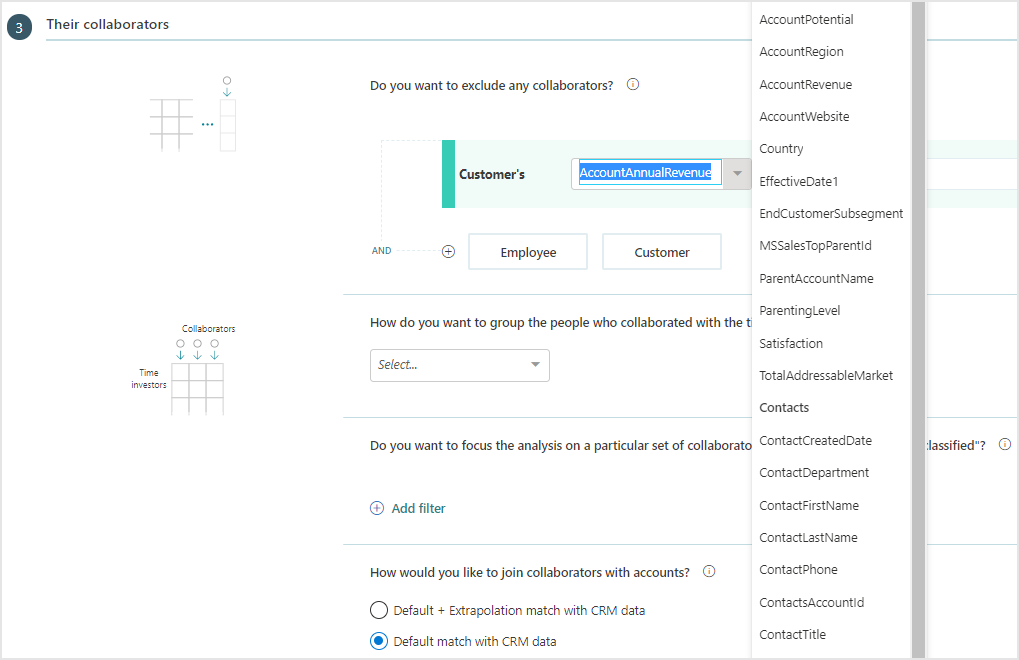 3
Their collaborators
Do you want to exclude any collaborators?
Customer's
AccountAnnualRevenue
AND
Employee
Customer
Collaborators
Time
investors
How do you want to group the people who collaborated with the
Select...
Do you want to focus the analysis on a particular set of
Add filter
How would you like to join collaborators with accounts?
Default + Extrapolation match with CRM data
Default match with CRM data
AccountPotential
AccountRegion
AccountRevenue
AccountWebsite
Country
EffectiveDate1
EndCustomerSubsegment
MSSalesTopParentId
ParentAccountName
ParentingLevel
Satisfaction
TotalAddressableMarket
Contacts
ContactCreatedDate
ContactDepartment
ContactFirstName
ContactLastName
ContactPhone
ContactsAccountId
ContactTitle